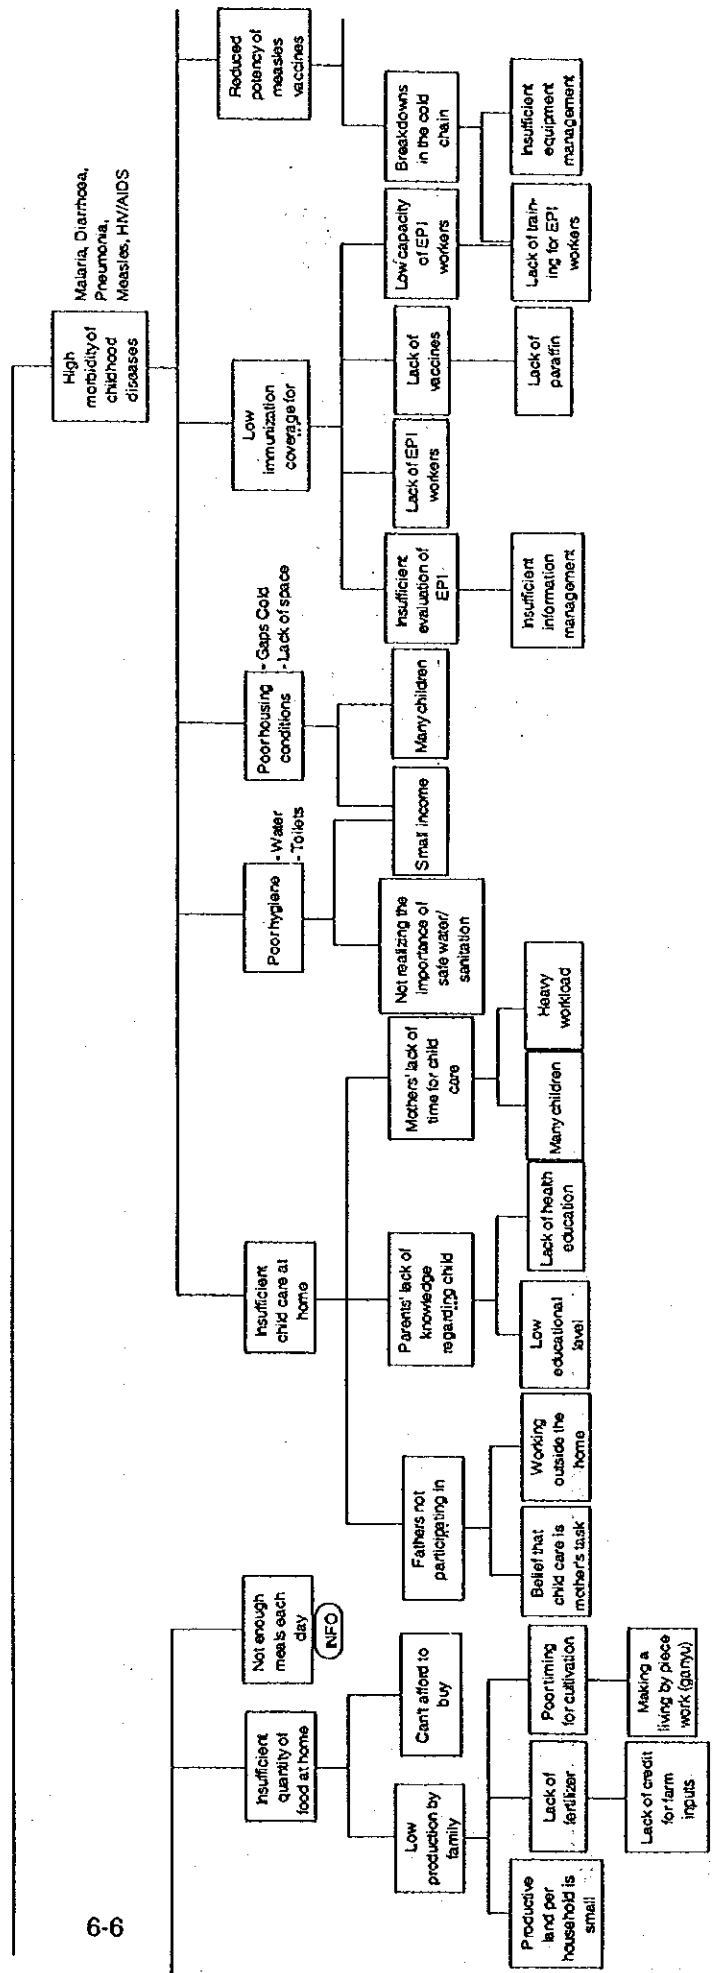 High
morbidity of
childhood
diseases
Malaria, Diarrhoea,
Pneumonia,
Measles, HIV/AIDS
Not enough
meals each
day
INFO
Insufficient
child care at
home
Poor hygiene
- Water
- Toilets
Poor housing
conditions
- Gaps Cold
- Lack of space
Low
immunization
coverage for
Reduced
potency of
measles
vaccines
Insufficient
quantity of
food at home
Low
production by
family
Can't afford to
buy
Fathers not
participating in
Parents' lack of
knowledge
regarding child
Mothers' lack of
time for child
care
Not realizing the
importance of
safe water/
sanitation
Small income
Many children
Insufficient
evaluation of
EPI
Lack of EPI
workers
Lack of
vaccines
Low capacity
of EPI
workers
Breakdowns
in the cold
chain
Productive
land per
household is
small
Lack of
fertilizer
Poor timing
for cultivation
Belief that
child care is
mother's task
Working
outside the
home
Low
educational
level
Lack of health
education
Many children
Heavy
workload
Insufficient
information
management
Lack of
paraffin
Lack of train-
ing for EPI
workers
Insufficient
equipment
management
Lack of credit
for farm
inputs
Making a
living by piece
work (ganyu)
6-6